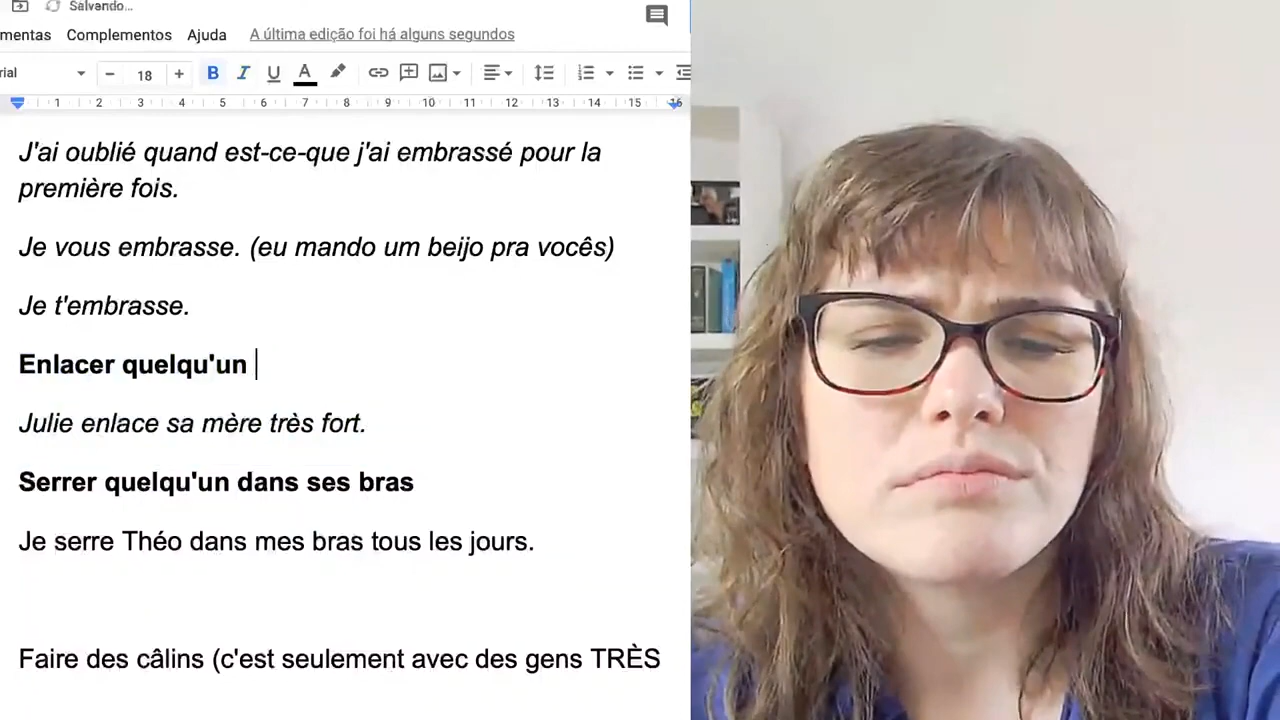 Salvando…
mentas Complementos Ajuda A última edição foi há alguns segundos
rial 18 B I U A
1 2 3 4 5 6 7 8 9 10 11 12 13 14 15 16
J'ai oublié quand est-ce-que j'ai embrassé pour la
première fois.
Je vous embrasse. (eu mando um beijo pra vocês)
Je t'embrasse.
Enlacer quelqu'un
Julie enlace sa mère très fort.
Serrer quelqu'un dans ses bras
Je serre Théo dans mes bras tous les jours.
Faire des câlins (c'est seulement avec des gens TRÈS